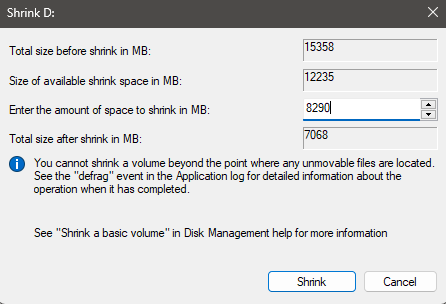 Shrink D:
Total size before shrink in MB: 15358
Size of available shrink space in MB: 12235
Enter the amount of space to shrink in MB: 8290
Total size after shrink in MB: 7068
You cannot shrink a volume beyond the point where any unmovable files are located.
See the "defrag" event in the Application log for detailed information about the
operation when it has completed.
See "Shrink a basic volume" in Disk Management help for more information
Shrink Cancel